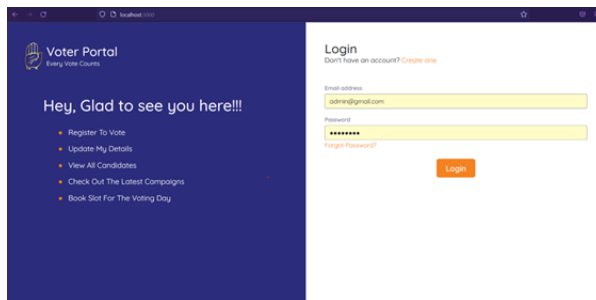 localhost:3000
Voter Portal
Every Vote Counts
Hey, Glad to see you here!!!
Register To Vote
Update My Details
View All Candidates
Check Out The Latest Campaigns
Book Slot For The Voting Day
Login
Don't have an account? Create one
Email address
admin@gmail.com
Password
Forgot Password?
Login